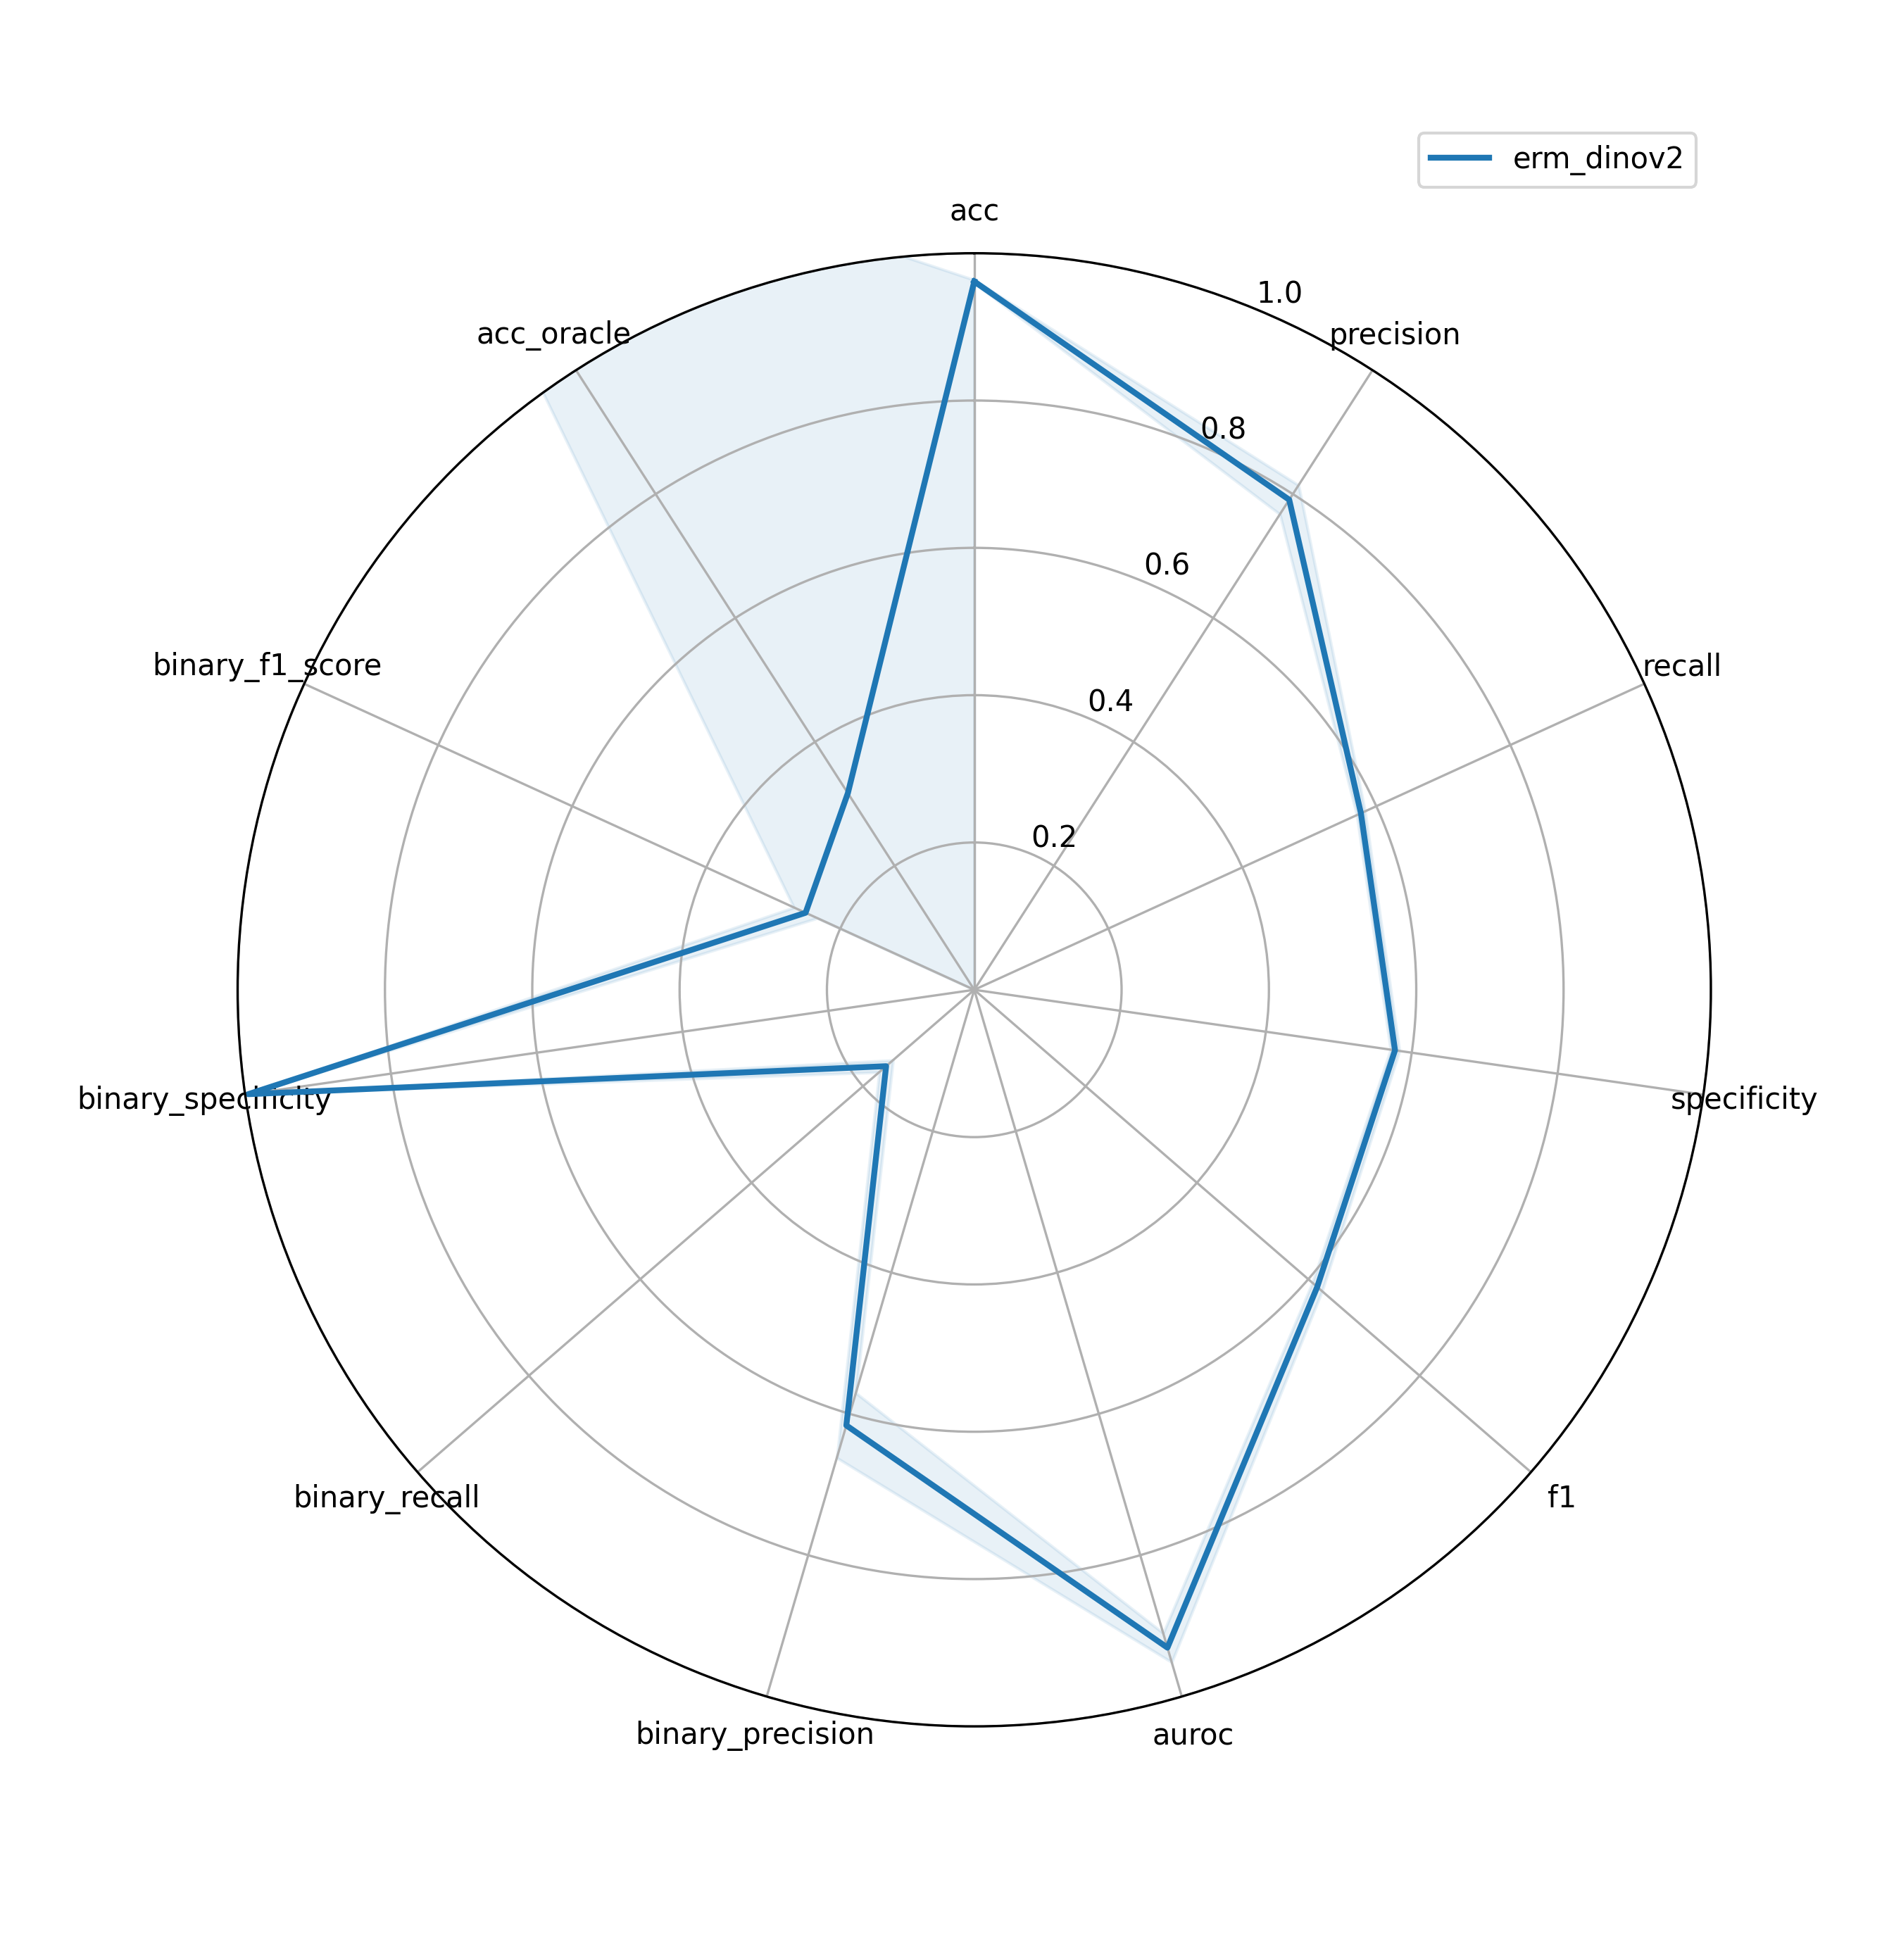 erm_dinov2
acc
1.0
acc_oracle
precision
0.8
0.6
binary_f1_score
recall
0.4
0.2
binary_specificity
specificity
binary_recall
f1
binary_precision
auroc